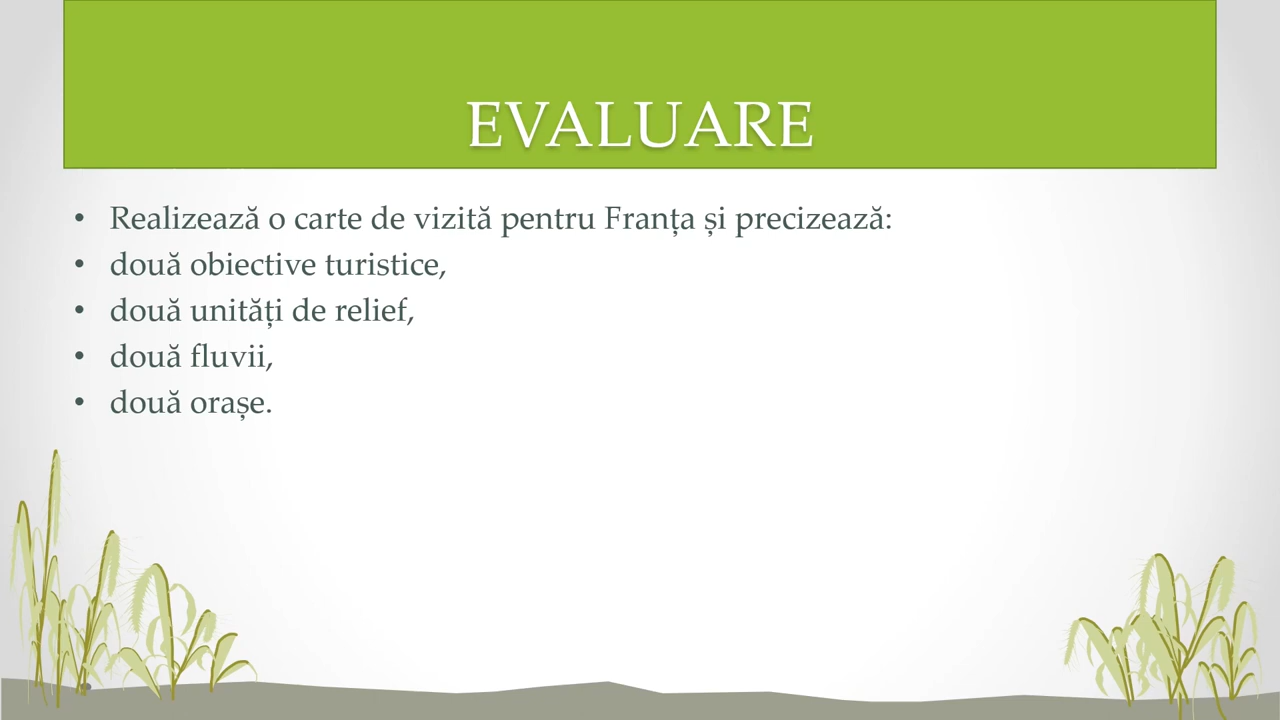 EVALUARE
• Realizează o carte de vizită pentru Franța și precizează:
• două obiective turistice,
• două unități de relief,
• două fluvii,
• două orașe.